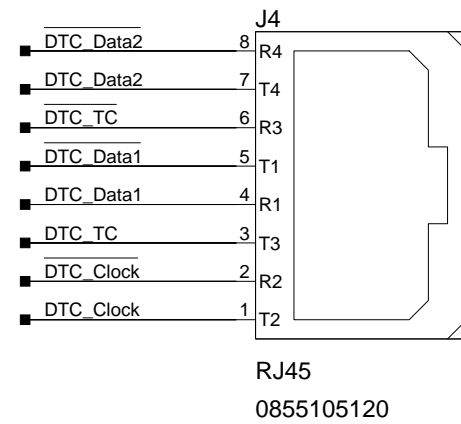 J4
DTC_Data2 8 R4
DTC_Data2 7 T4
DTC_TC 6 R3
DTC_Data1 5 T1
DTC_Data1 4 R1
DTC_TC 3 T3
DTC_Clock 2 R2
DTC_Clock 1 T2
RJ45
0855105120